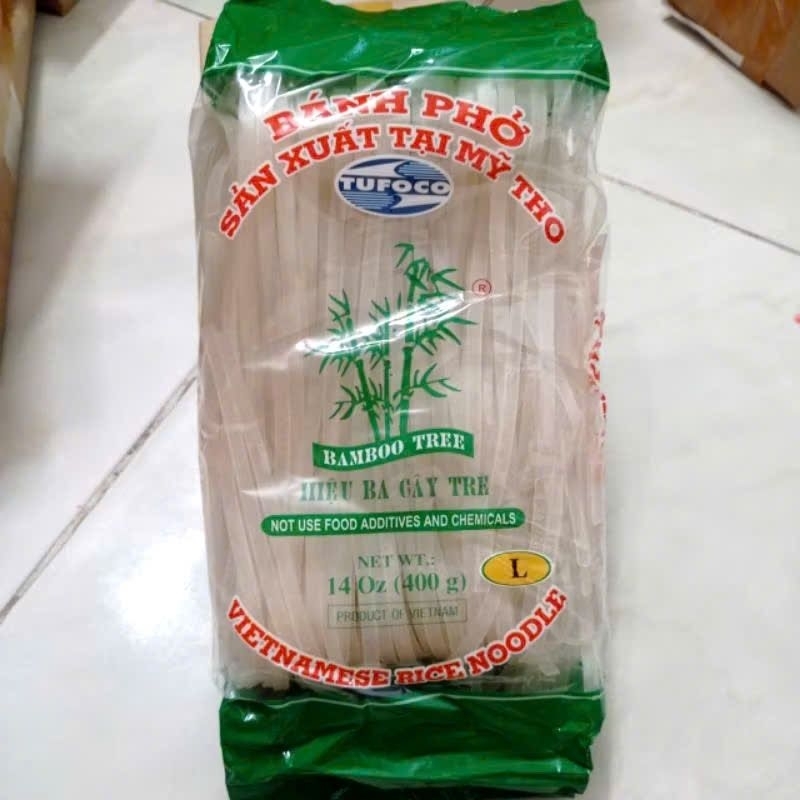 BÁNH PHỞ
SẢN XUẤT TẠI MỸ THO
TUFOCO
®
BAMBOO TREE
HIỆU BA CÂY TRE
NOT USE FOOD ADDITIVES AND CHEMICALS
NET WT.:
14 Oz (400 g)
L
PRODUCT OF VIETNAM
VIETNAMESE RICE NOODLE